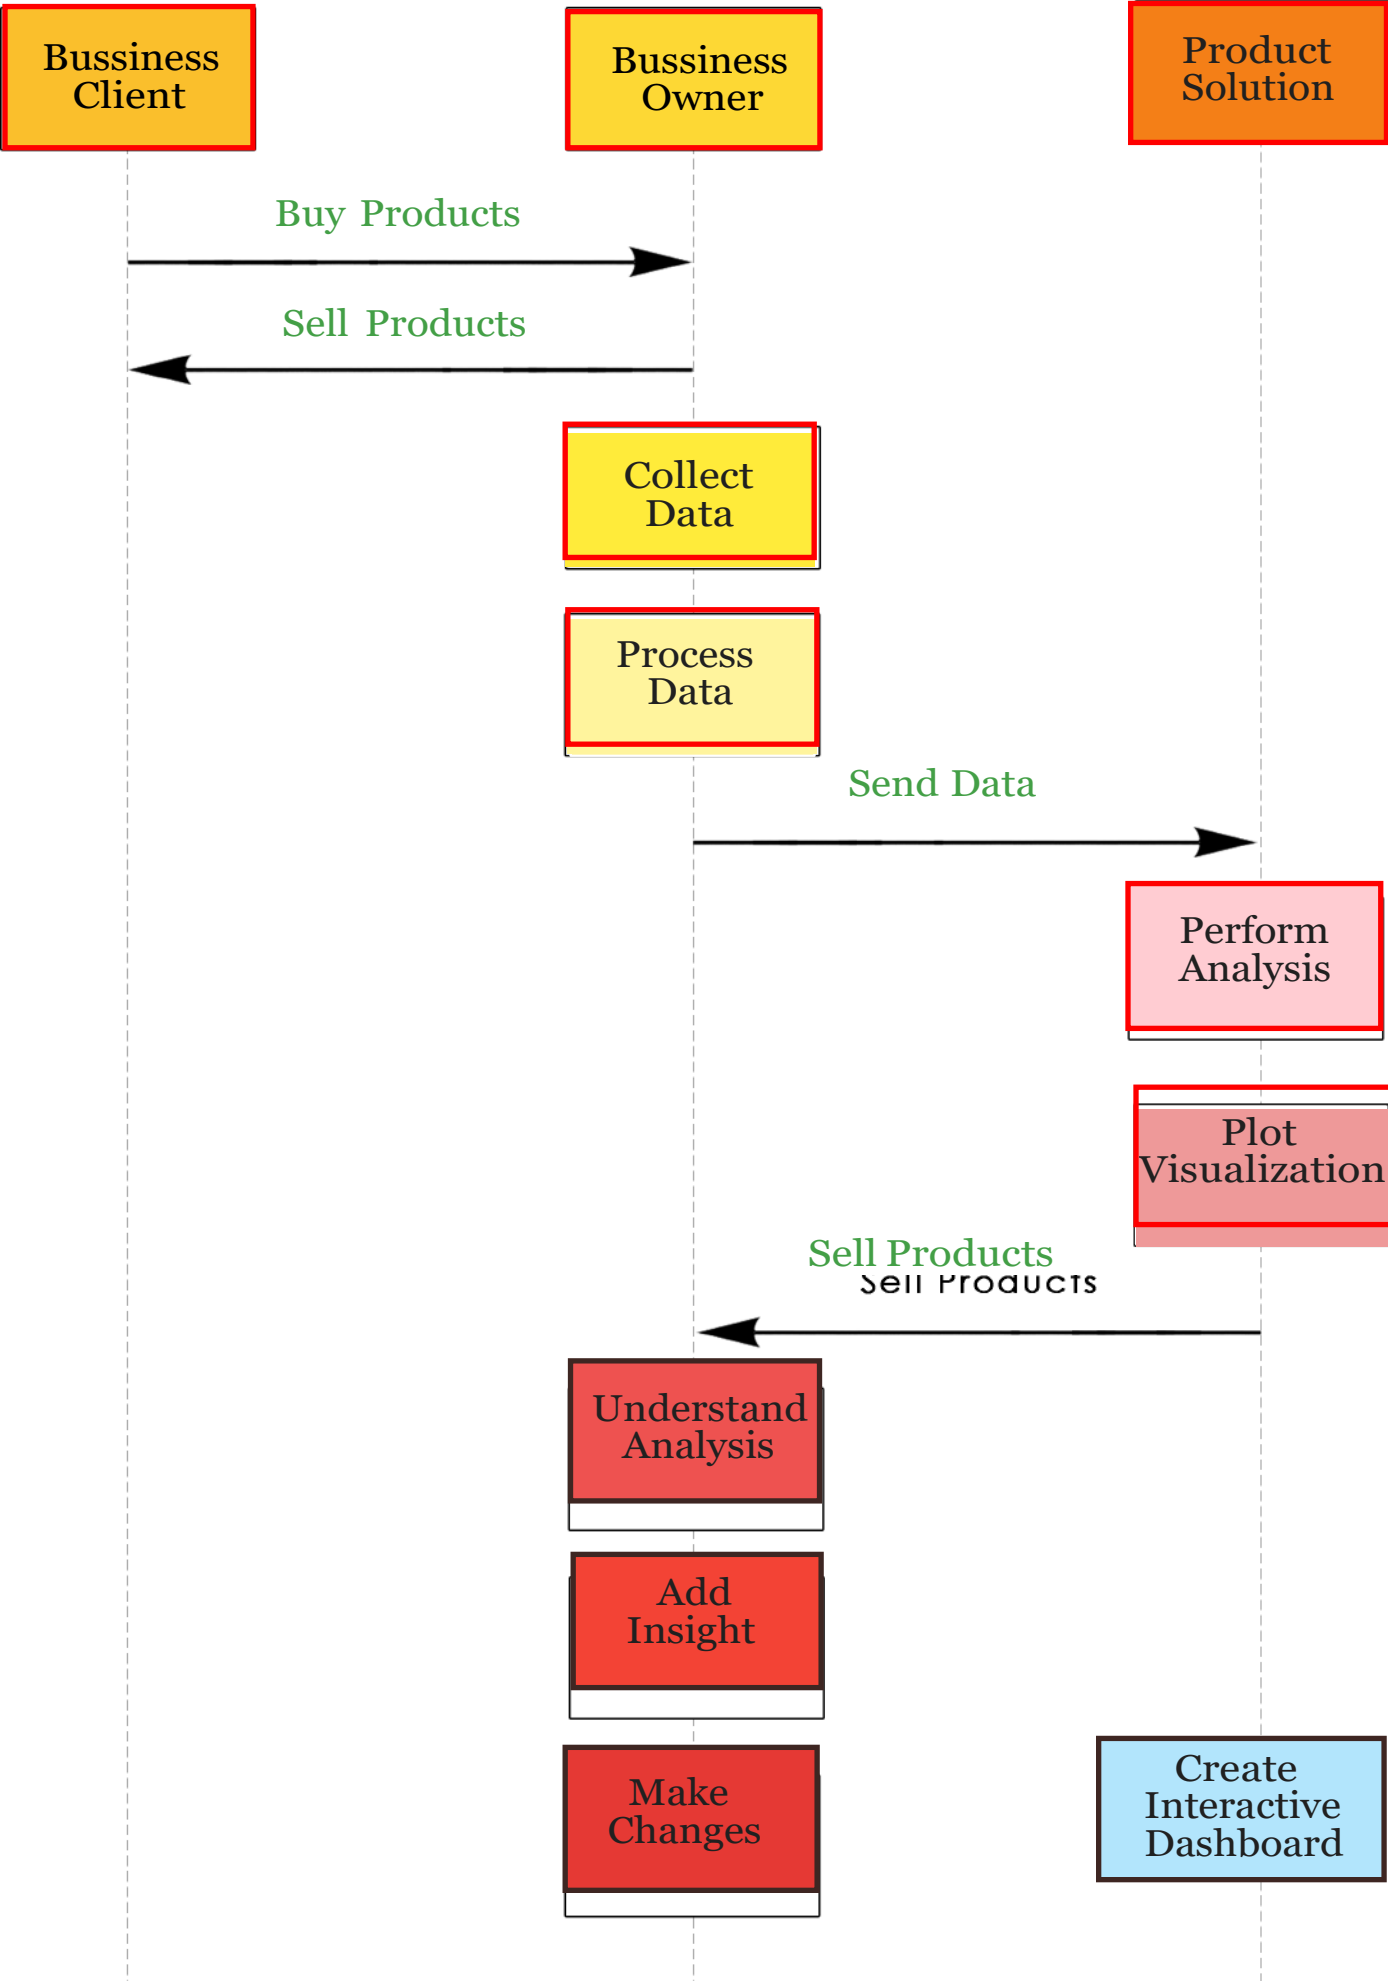 Bussiness
Client
Bussiness
Owner
Product
Solution
Buy Products
Sell Products
Collect
Data
Process
Data
Send Data
Perform
Analysis
Plot
Visualization
Sell Products
Sell Products
Understand
Analysis
Add
Insight
Make
Changes
Create
Interactive
Dashboard